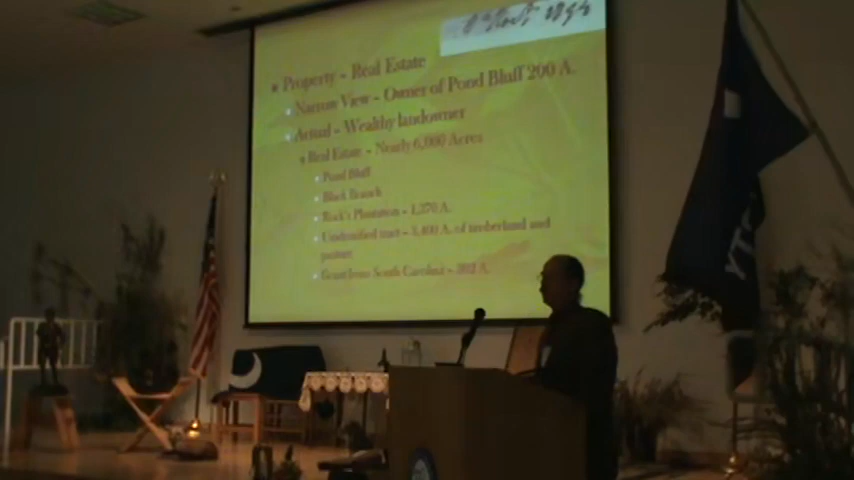 Property - Real Estate
Narrow View - Owner of Pond Bluff 200 A.
Actual - Wealthy landowner
Real Estate - Nearly 6,000 Acres
Pond Bluff
Black Branch
Rock's Plantation - 1,370 A.
Unidentified tract - 3,400 A. of timberland and
pasture
Grant from South Carolina -
YTC